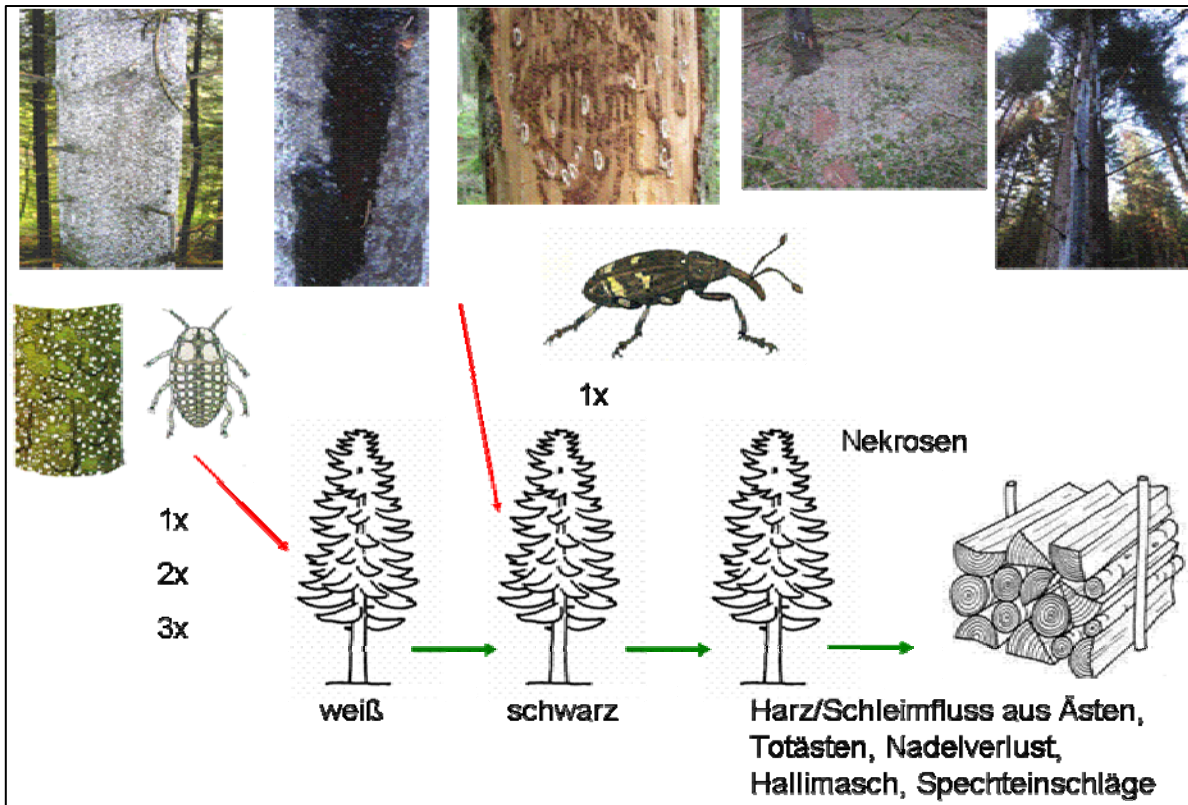 1x
Nekrosen
1x
2x
3x
weiß
schwarz
Harz/Schleimfluss aus Ästen,
Totästen, Nadelverlust,
Hallimasch, Spechteinschläge